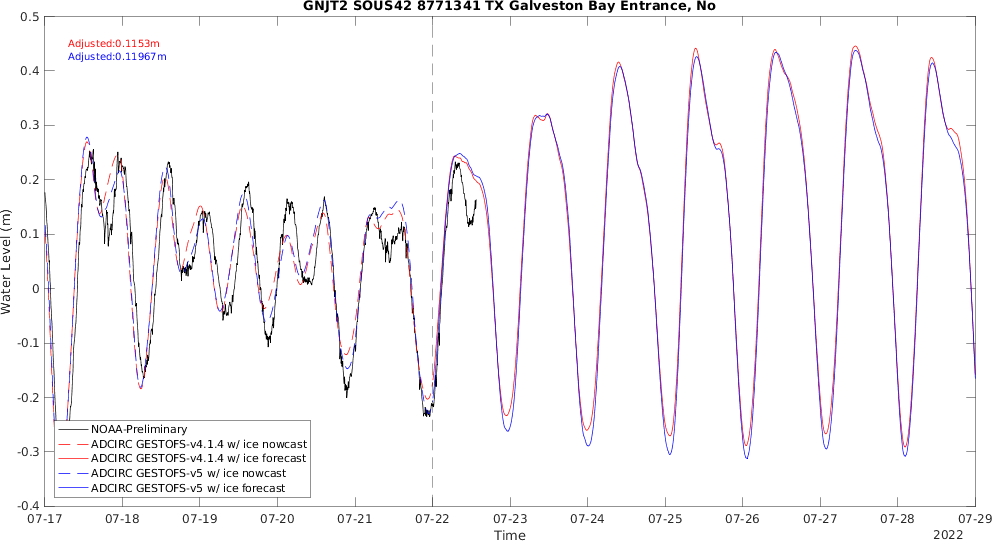 GNJT2 SOUS42 8771341 TX Galveston Bay Entrance, No
Adjusted:0.1153m
Adjusted:0.11967m
0.5
0.4
0.3
0.2
0.1
0
-0.1
-0.2
-0.3
-0.4
Water Level (m)
NOAA-Preliminary
ADCIRC GESTOFS-v4.1.4 w/ ice nowcast
ADCIRC GESTOFS-v4.1.4 w/ ice forecast
ADCIRC GESTOFS-v5 w/ ice nowcast
ADCIRC GESTOFS-v5 w/ ice forecast
07-17 07-18 07-19 07-20 07-21 07-22 07-23 07-24 07-25 07-26 07-27 07-28 07-29
Time
2022